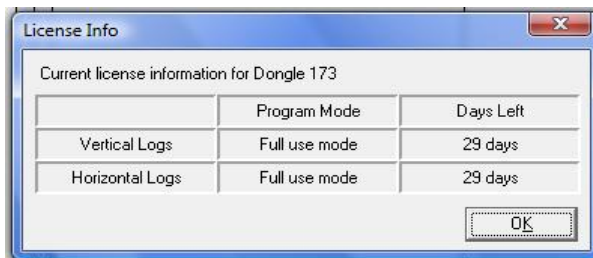 License Info
Current license information for Dongle 173
Program Mode Days Left
Vertical Logs Full use mode 29 days
Horizontal Logs Full use mode 29 days
OK